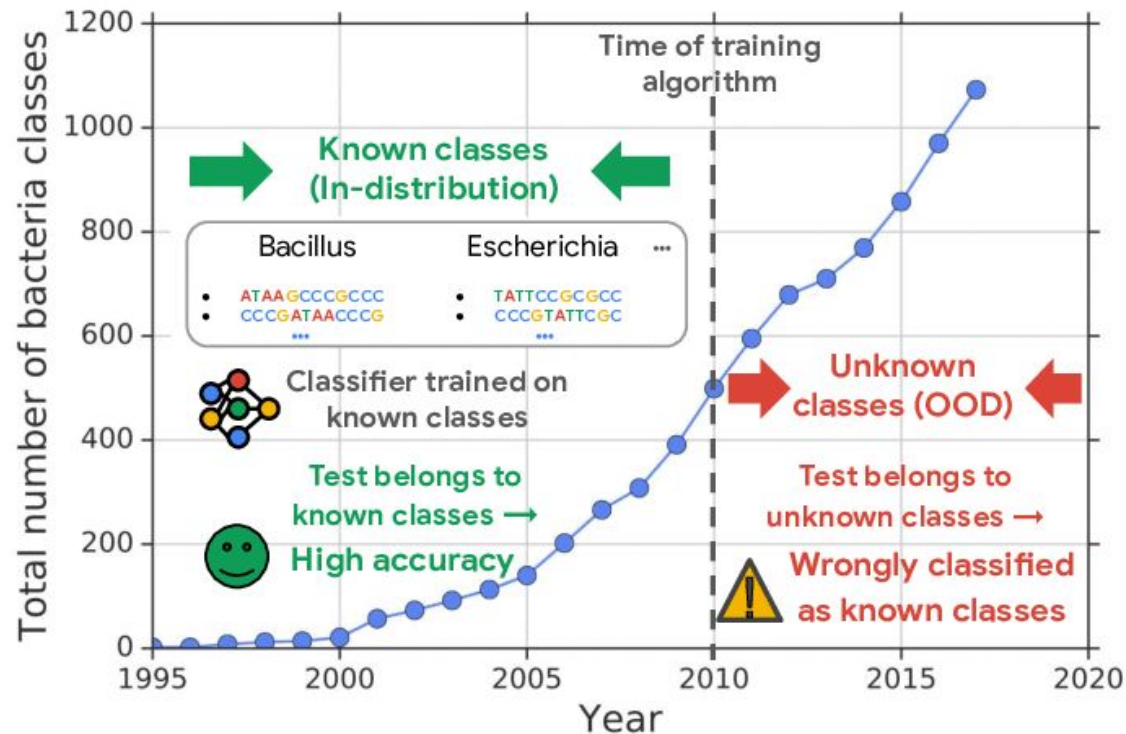 Total number of bacteria classes
1200
1000
800
600
400
200
0
Time of training
algorithm
Known classes
(In-distribution)
Bacillus
Escherichia
•••
• ATAAGCCCGCCC
• CCCGATAACCCG
•••
• TATTCCGCGCC
• CCCGTATTCGC
•••
Classifier trained on
known classes
Test belongs to
known classes →
High accuracy
Unknown
classes (OOD)
Test belongs to
unknown classes →
!
Wrongly classified
as known classes
1995
2000
2005
2010
2015
2020
Year